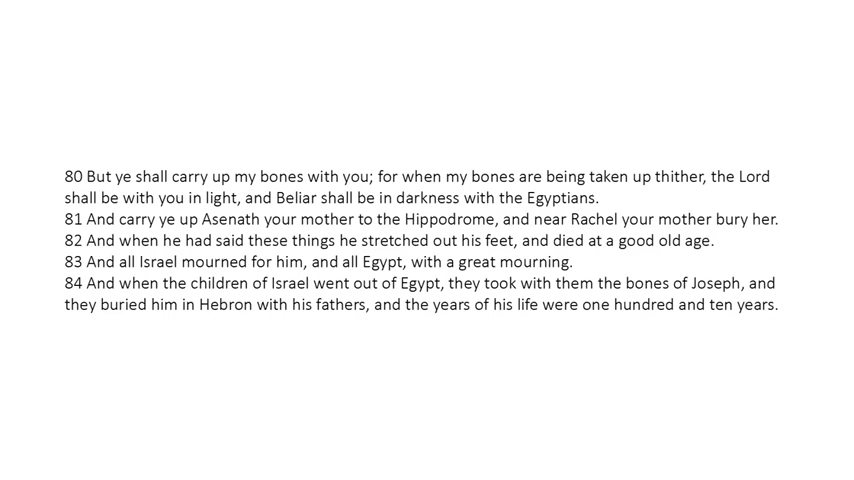 80 But ye shall carry up my bones with you; for when my bones are being taken up thither, the Lord
shall be with you in light, and Beliar shall be in darkness with the Egyptians.
81 And carry ye up Asenath your mother to the Hippodrome, and near Rachel your mother bury her.
82 And when he had said these things he stretched out his feet, and died at a good old age.
83 And all Israel mourned for him, and all Egypt, with a great mourning.
84 And when the children of Israel went out of Egypt, they took with them the bones of Joseph, and
they buried him in Hebron with his fathers, and the years of his life were one hundred and ten years.